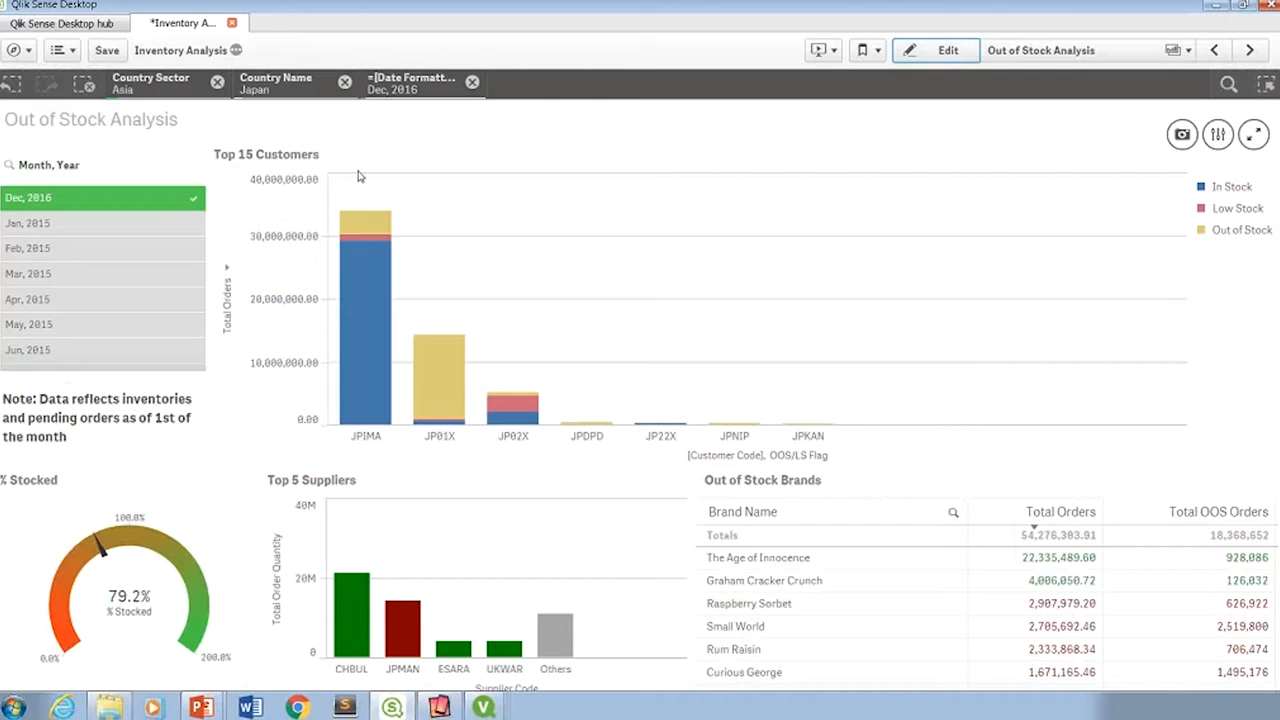 Qlik Sense Desktop
Qlik Sense Desktop hub
*Inventory A...
Save
Inventory Analysis
Edit
Out of Stock Analysis
Country Sector
Asia
Country Name
Japan
=[Date Formatt...
Dec, 2016
Out of Stock Analysis
Month, Year
Dec, 2016
Jan, 2015
Feb, 2015
Mar, 2015
Apr, 2015
May, 2015
Jun, 2015
Note: Data reflects inventories
and pending orders as of 1st of
the month
Top 15 Customers
Total Orders
40,000,000.00
30,000,000.00
20,000,000.00
10,000,000.00
0.00
JPIMA JP01X JP02X JPDPD JP22X JPNIP JPKAN
[Customer Code], OOS/LS Flag
In Stock
Low Stock
Out of Stock
% Stocked
100.0%
79.2%
% Stocked
0.0% 200.0%
Top 5 Suppliers
Total Order Quantity
40M
20M
0
CHBUL JPMAN ESARA UKWAR Others
Supplier Code
Out of Stock Brands
Brand Name Total Orders Total OOS Orders
Totals 54,276,303.91 18,368,652
The Age of Innocence 22,335,489.60 928,086
Graham Cracker Crunch 4,006,050.72 126,032
Raspberry Sorbet 2,907,979.20 626,922
Small World 2,705,692.46 2,519,800
Rum Raisin 2,333,868.34 706,474
Curious George 1,671,165.46 1,495,176